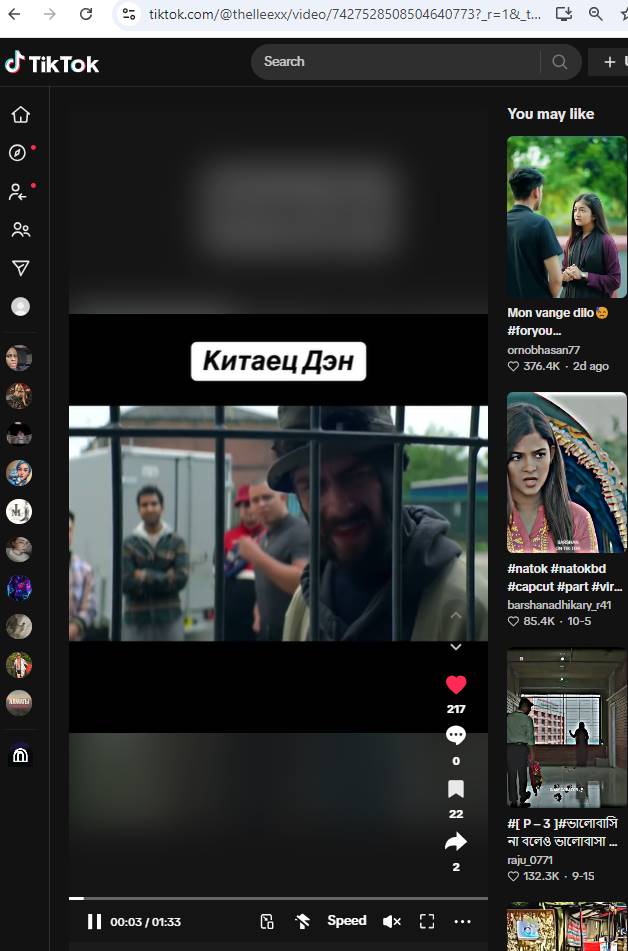 tiktok.com/@thelleexx/video/7427528508504640773?_r=1&_t...
TikTok
Search
You may like
Китаец Дэн
Mon vange dilo🥹
#foryou...
ornobhasan77
376.4K · 2d ago
#natok #natokbd
#capcut #part #vir...
barshanadhikary_r41
85.4K · 10-5
217
0
22
2
#[ P – 3 ]#ভালোবাসি
না বলেও ভালোবাসা ...
raju_0771
132.3K · 9-15
00:03 / 01:33
Speed